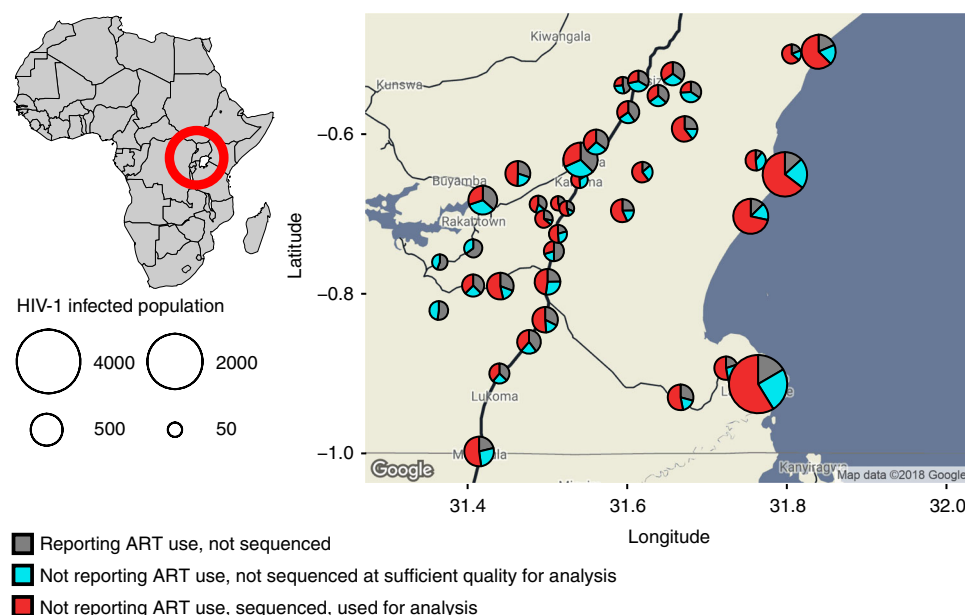 HIV-1 infected population
4000
2000
500
50
Latitude
−0.6
−0.8
−1.0
Kiwangala
Kunswa
Buyamba
Lukoma
Kanyiragwa
Google
Map data ©2018 Google
31.4
31.6
31.8
32.0
Longitude
Reporting ART use, not sequenced
Not reporting ART use, not sequenced at sufficient quality for analysis
Not reporting ART use, sequenced, used for analysis